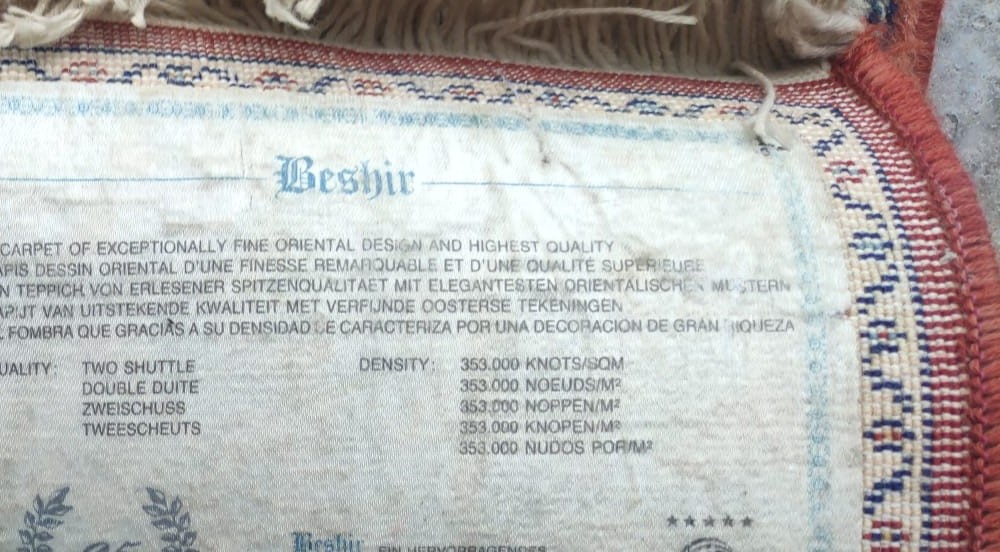 Beshir
CARPET OF EXCEPTIONALLY FINE ORIENTAL DESIGN AND HIGHEST QUALITY
APIS DESSIN ORIENTAL D'UNE FINESSE REMARQUABLE ET D'UNE QUALITÉ SUPERIEURE
N TEPPICH VON ERLESENER SPITZENQUALITAET MIT ELEGANTESTEN ORIENTALISCHEN MUSTERN
APIJT VAN UITSTEKENDE KWALITEIT MET VERFIJNDE OOSTERSE TEKENINGEN
FOMBRA QUE GRACIAS A SU DENSIDAD SE CARACTERIZA POR UNA DECORACION DE GRAN RIQUEZA
UALITY: TWO SHUTTLE DENSITY: 353.000 KNOTS/SQM
DOUBLE DUITE 353.000 NOEUDS/M²
ZWEISCHUSS 353.000 NOPPEN/M²
TWEESCHEUTS 353.000 KNOPEN/M²
353.000 NUDOS POR/M²
Beshir EIN HERVORRAGENDES